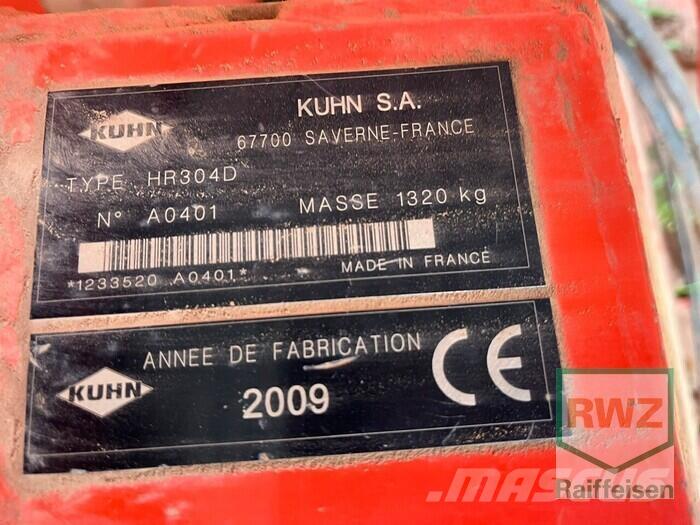 KUHN
KUHN S.A.
67700 SAVERNE-FRANCE
TYPE HR304D
N° A0401 MASSE 1320 kg
*1233520 A0401*
MADE IN FRANCE
KUHN
ANNEE DE FABRICATION
2009
CE
RWZ
MASCUS
Raiffeisen